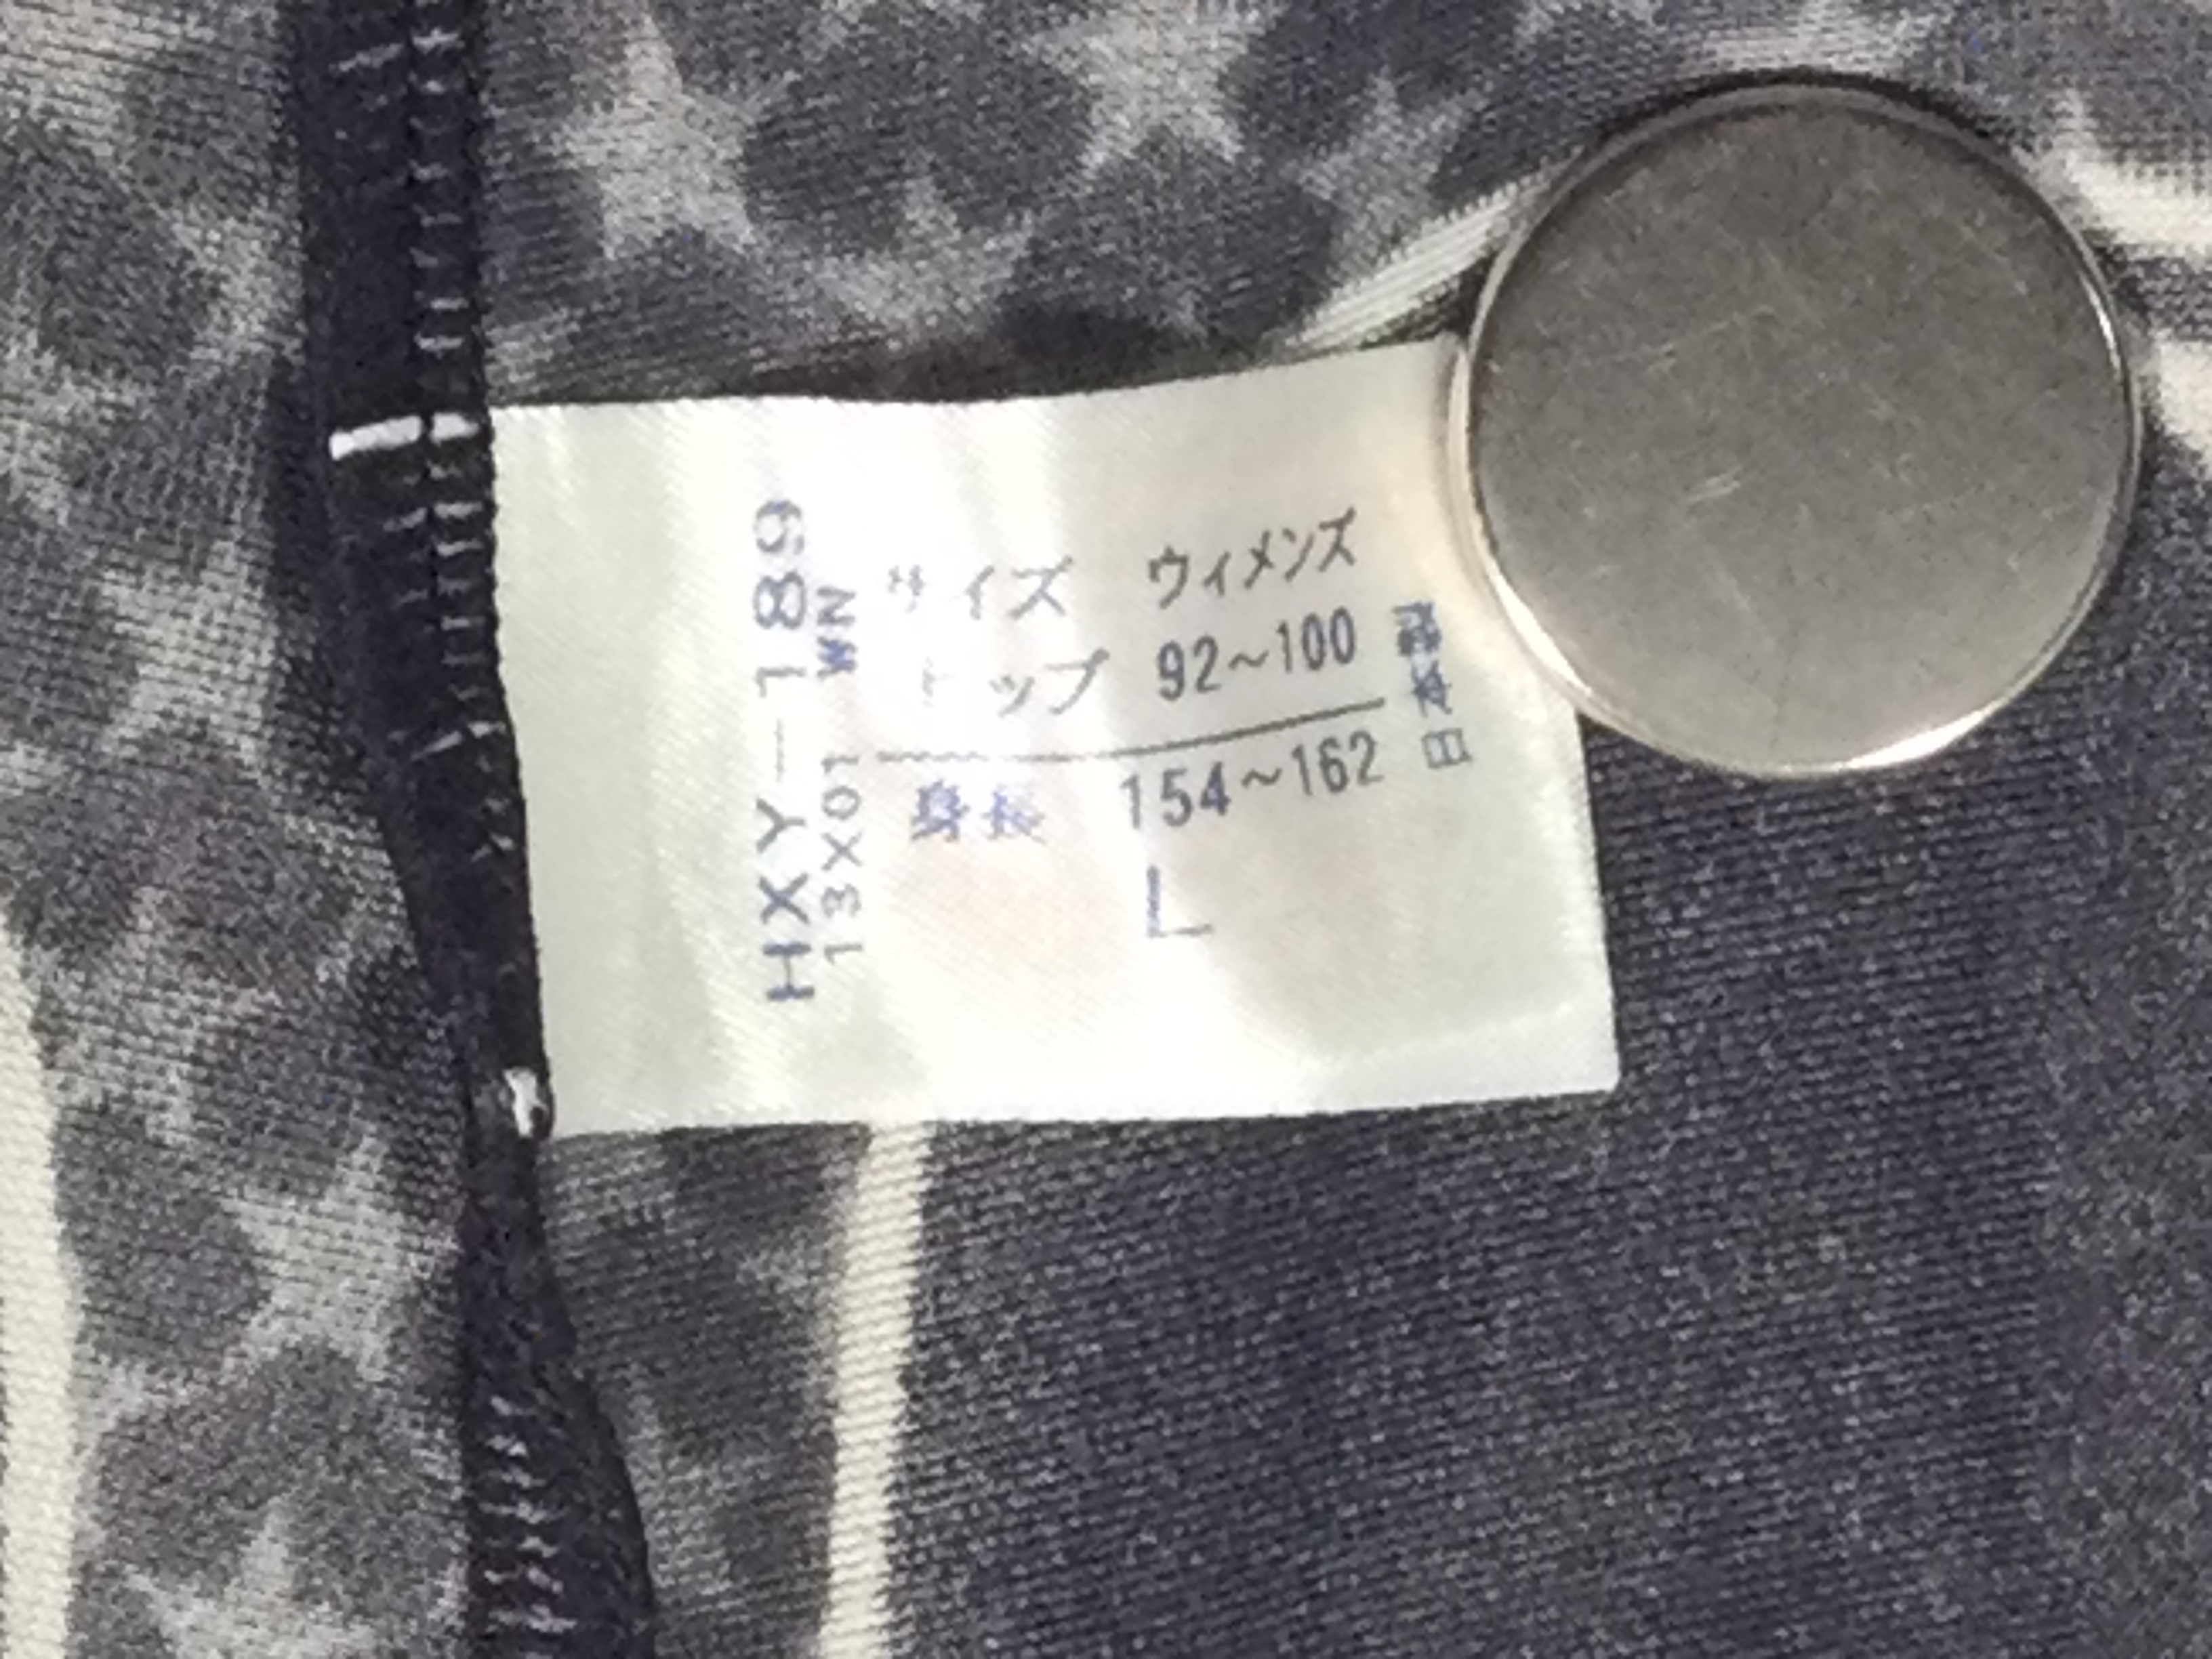 サイズ ウィメンズ
トップ 92~100
身長 154~162
L
HXY-189
13X01 WN